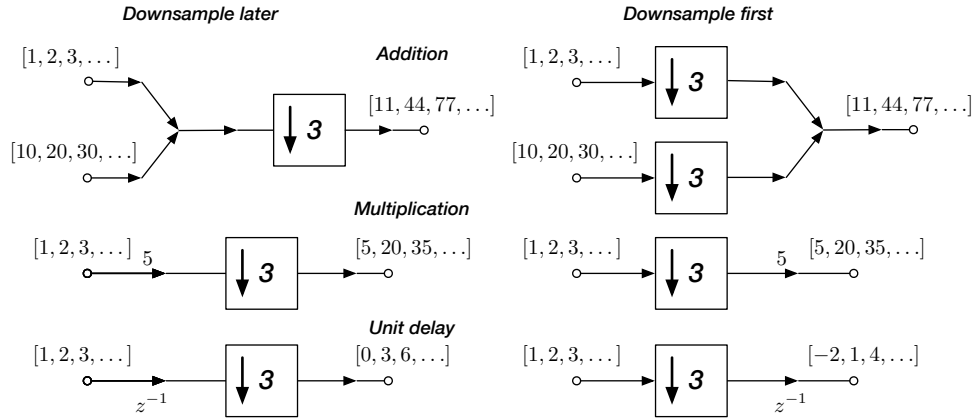 Downsample later
Downsample first
[1, 2, 3, …]
Addition
[1, 2, 3, …]
↓ 3
[11, 44, 77, …]
↓ 3
[11, 44, 77, …]
[10, 20, 30, …]
[10, 20, 30, …]
↓ 3
Multiplication
[1, 2, 3, …]
5
↓ 3
[5, 20, 35, …]
[1, 2, 3, …]
↓ 3
5
[5, 20, 35, …]
Unit delay
[1, 2, 3, …]
z⁻¹
↓ 3
[0, 3, 6, …]
[1, 2, 3, …]
↓ 3
z⁻¹
[−2, 1, 4, …]